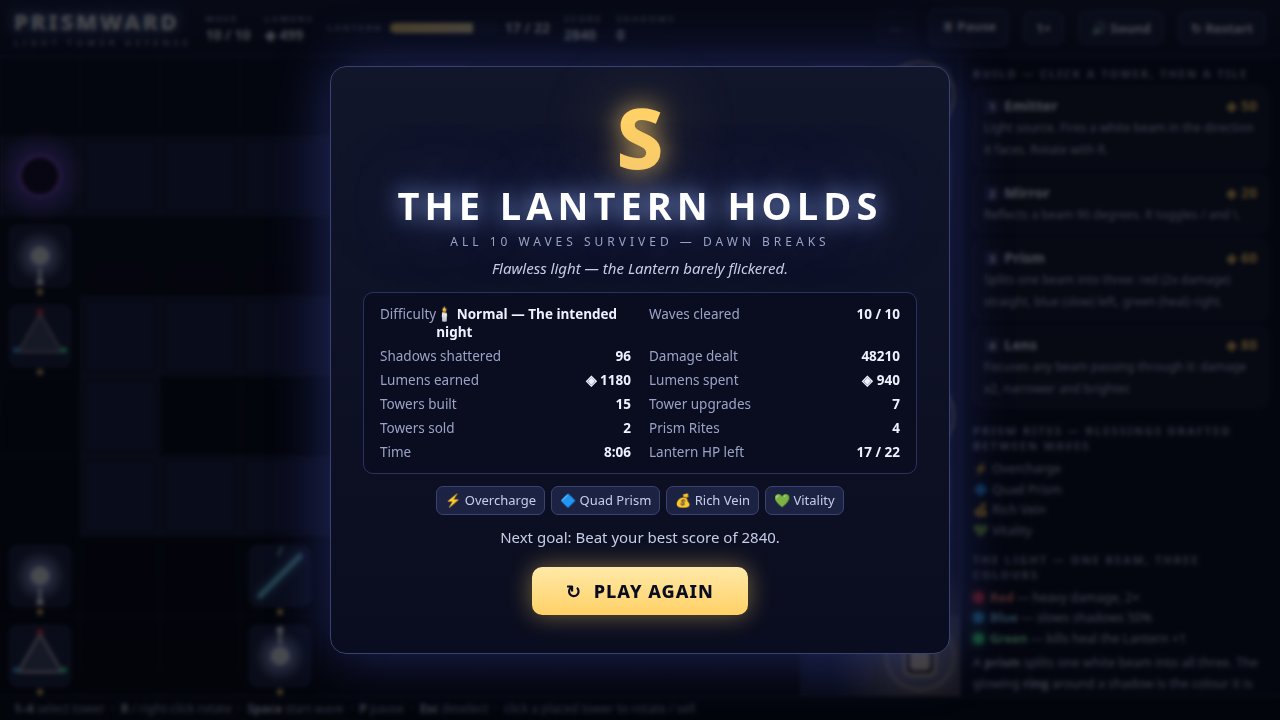 PRISMWARD
LIGHT TOWER DEFENSE
WAVE
10 / 10
LUMENS
◈ 499
LANTERN
17 / 22
SCORE
2840
SHADOWS
0
⏸ Pause
1×
🔊 Sound
↻ Restart
S
THE LANTERN HOLDS
ALL 10 WAVES SURVIVED — DAWN BREAKS
Flawless light — the Lantern barely flickered.
Difficulty 🕯️ Normal — The intended night
Waves cleared 10 / 10
Shadows shattered 96
Damage dealt 48210
Lumens earned ◈ 1180
Lumens spent ◈ 940
Towers built 15
Tower upgrades 7
Towers sold 2
Prism Rites 4
Time 8:06
Lantern HP left 17 / 22
⚡ Overcharge 🔷 Quad Prism 💰 Rich Vein 💚 Vitality
Next goal: Beat your best score of 2840.
↻ PLAY AGAIN
BUILD — CLICK A TOWER, THEN A TILE
1 Emitter ◈ 50
Light source. Fires a white beam in the direction
it faces. Rotate with R.
2 Mirror ◈ 20
Reflects a beam 90 degrees. R toggles / and \.
3 Prism ◈ 60
Splits one beam into three: red (2x damage)
straight, blue (slow) left, green (heal) right.
4 Lens ◈ 80
Focuses any beam passing through it: damage
x2, narrower and brighter.
PRISM RITES — BLESSINGS DRAFTED
BETWEEN WAVES
⚡ Overcharge
🔷 Quad Prism
💰 Rich Vein
💚 Vitality
THE LIGHT — ONE BEAM, THREE
COLOURS
Red — heavy damage, 2×
Blue — slows shadows 50%
Green — kills heal the Lantern +1
A prism splits one white beam into all three. The
glowing ring around a shadow is the colour it is
1–4 select tower · R / right-click rotate · Space start wave · P pause · Esc deselect · click a placed tower to rotate / sell